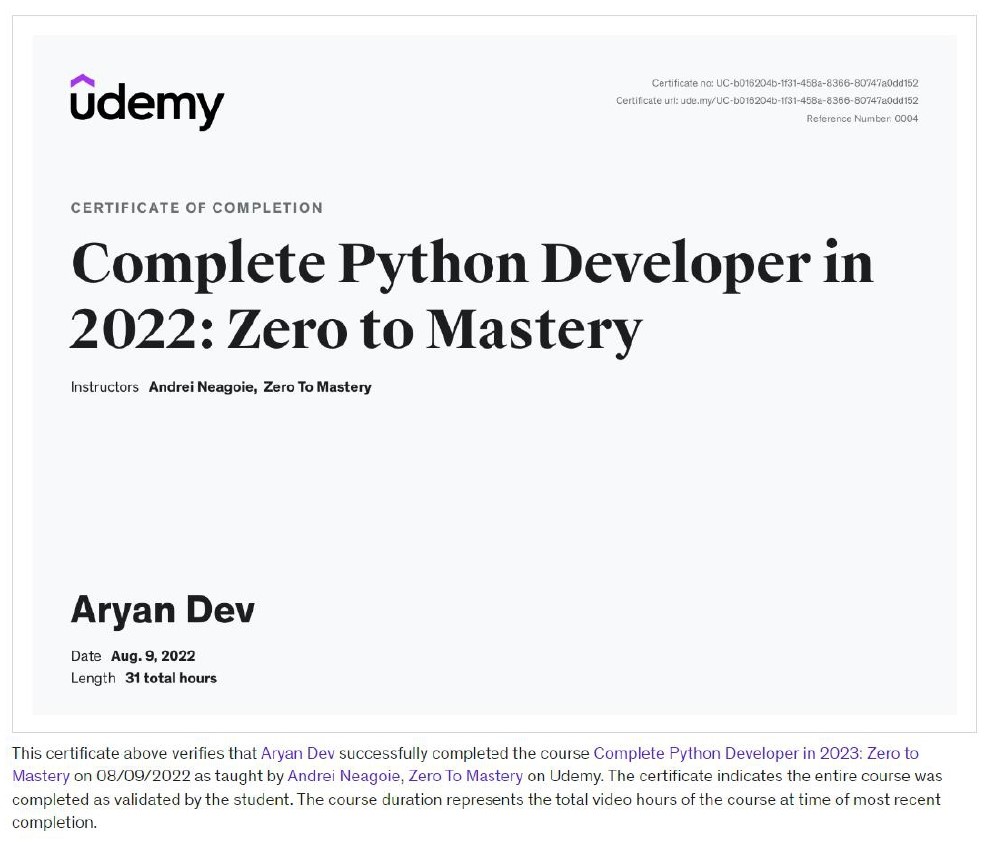 udemy
Certificate no: UC-b016204b-1f31-458a-8366-80747a0dd152
Certificate url: ude.my/UC-b016204b-1f31-458a-8366-80747a0dd152
Reference Number: 0004
CERTIFICATE OF COMPLETION
Complete Python Developer in
2022: Zero to Mastery
Instructors Andrei Neagoie, Zero To Mastery
Aryan Dev
Date Aug. 9, 2022
Length 31 total hours
This certificate above verifies that Aryan Dev successfully completed the course Complete Python Developer in 2023: Zero to
Mastery on 08/09/2022 as taught by Andrei Neagoie, Zero To Mastery on Udemy. The certificate indicates the entire course was
completed as validated by the student. The course duration represents the total video hours of the course at time of most recent
completion.